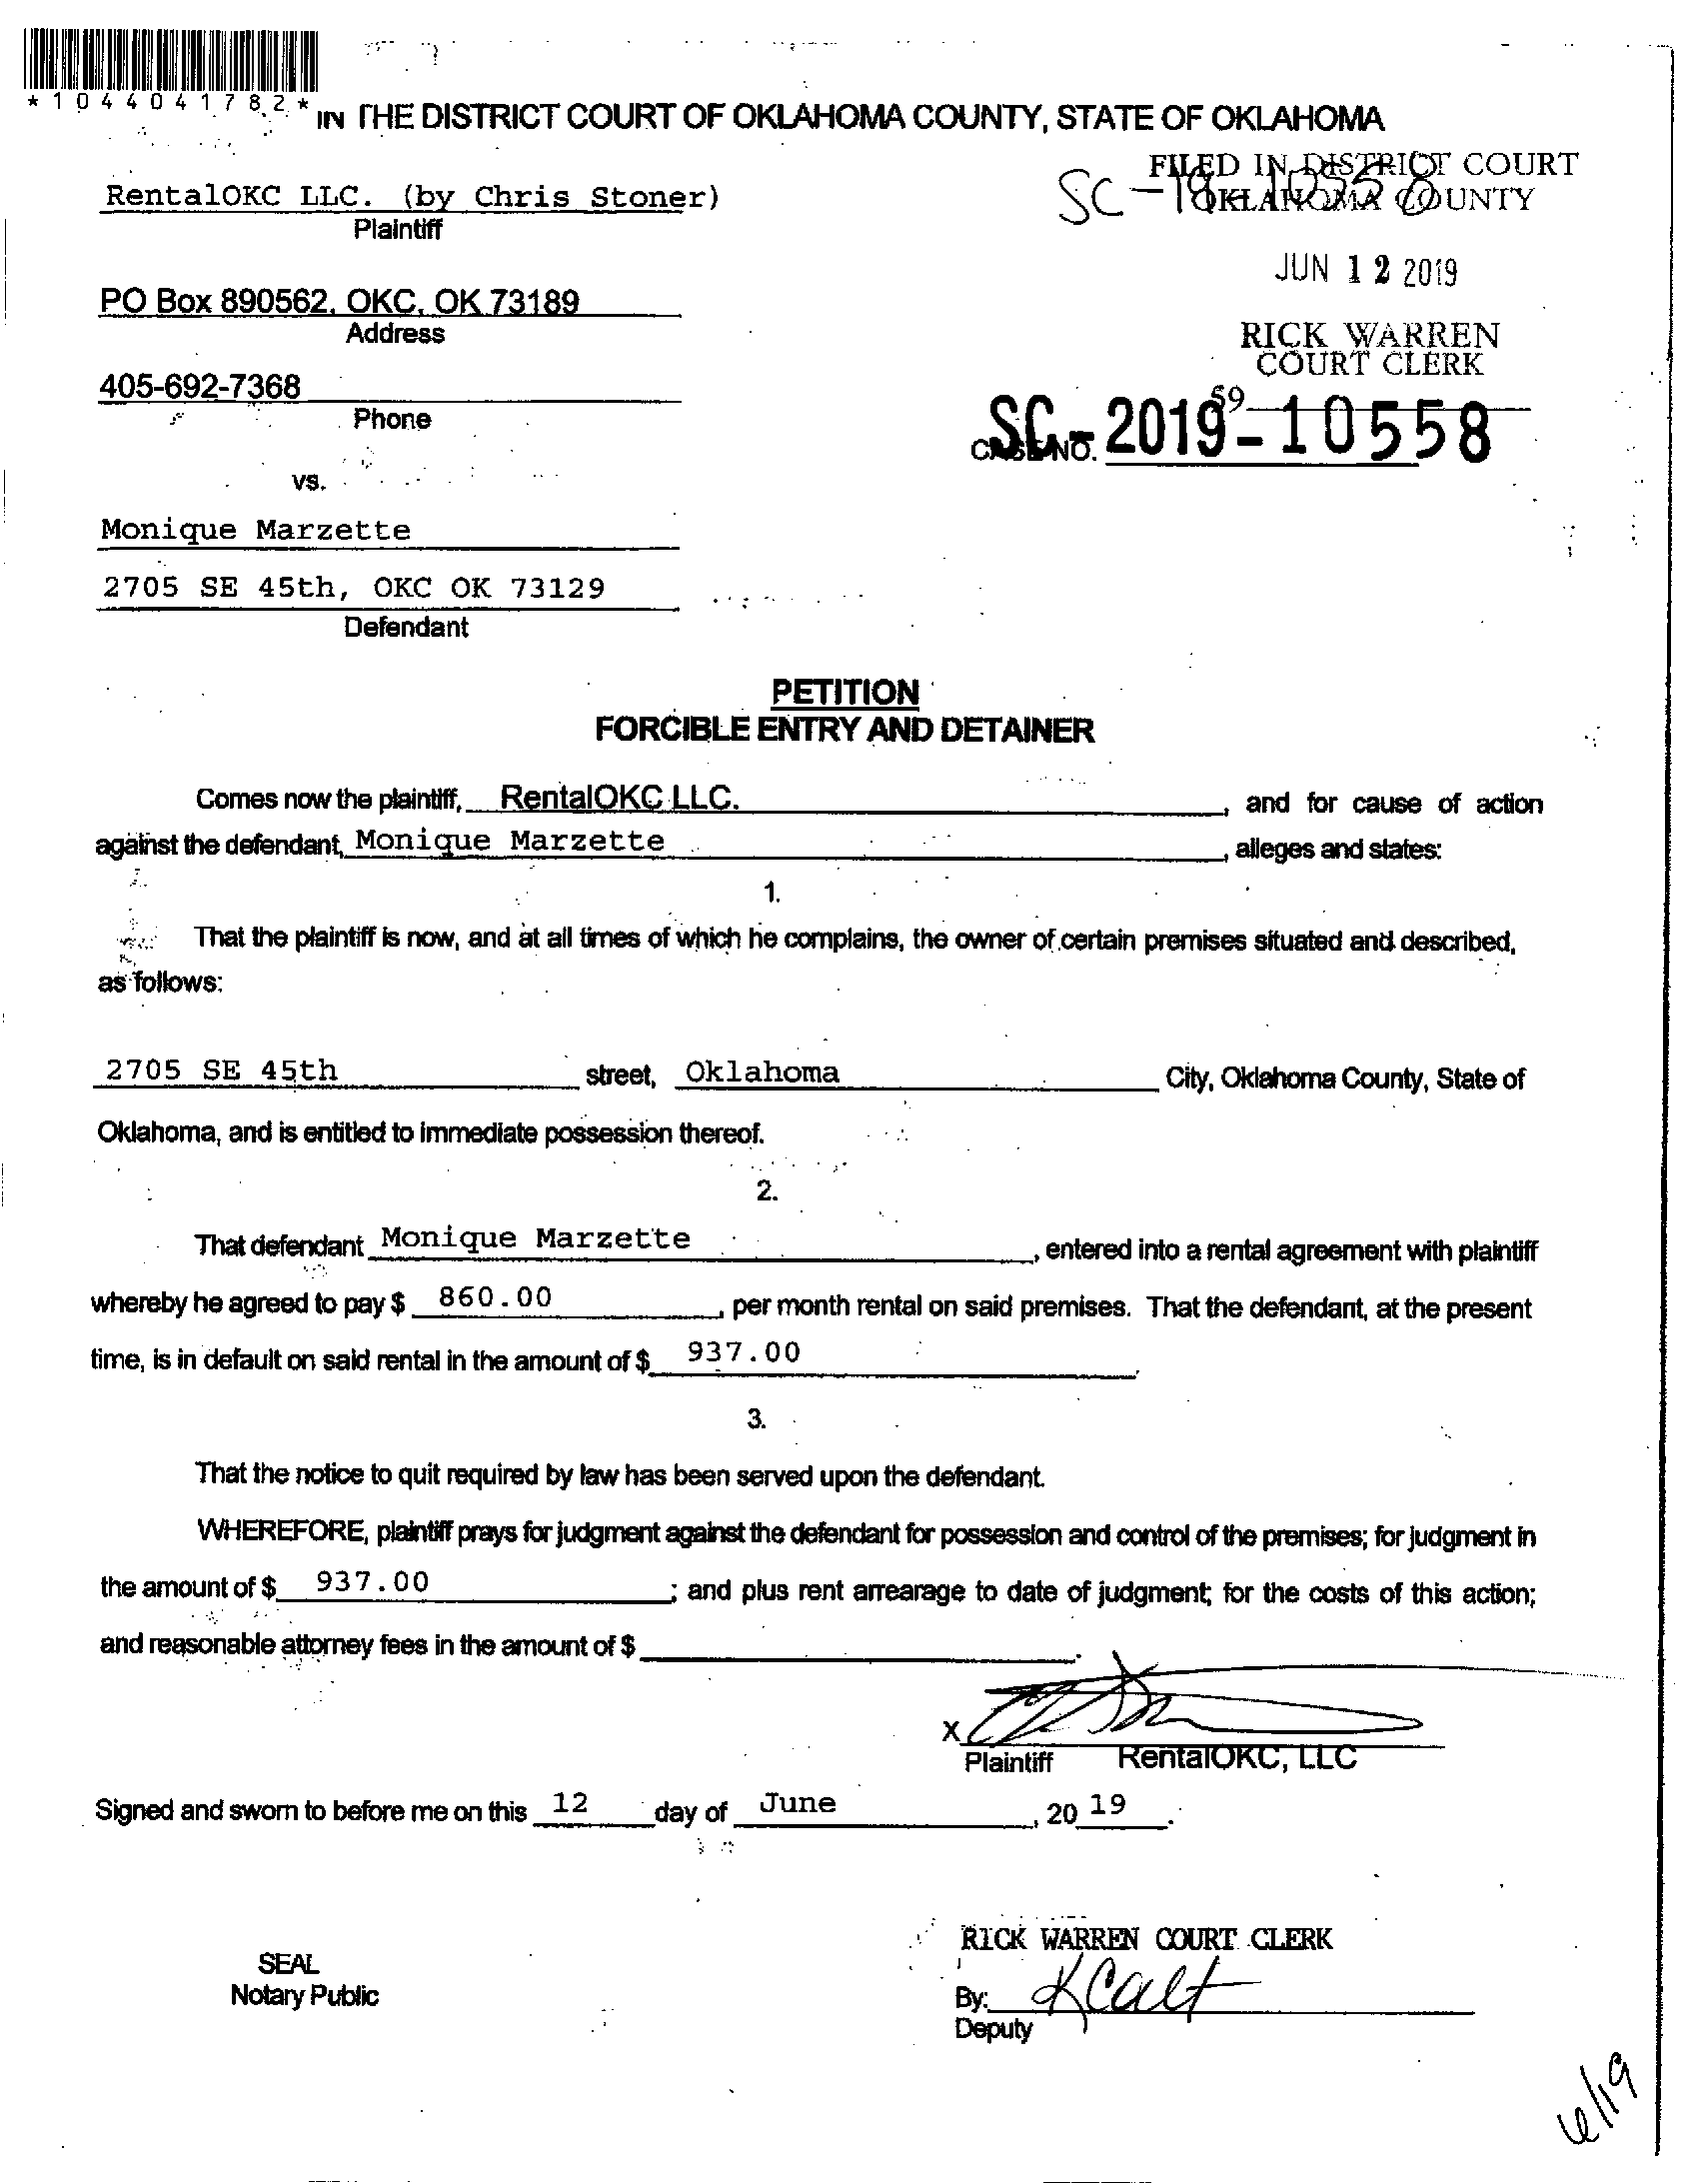 *1044041782*
IN THE DISTRICT COURT OF OKLAHOMA COUNTY, STATE OF OKLAHOMA
FILED IN DISTRICT COURT
OKLAHOMA COUNTY
SC-19-10558
RentalOKC LLC. (by Chris Stoner)
Plaintiff
JUN 12 2019
PO Box 890562, OKC, OK 73189
Address
RICK WARREN
COURT CLERK
405-692-7368
Phone
59
CASE NO. SC-2019-10558
vs.
Monique Marzette
2705 SE 45th, OKC OK 73129
Defendant
PETITION
FORCIBLE ENTRY AND DETAINER
Comes now the plaintiff, RentalOKC LLC., and for cause of action
against the defendant, Monique Marzette, alleges and states:
1.
That the plaintiff is now, and at all times of which he complains, the owner of certain premises situated and described,
as follows:
2705 SE 45th street, Oklahoma City, Oklahoma County, State of
Oklahoma, and is entitled to immediate possession thereof.
2.
That defendant Monique Marzette, entered into a rental agreement with plaintiff
whereby he agreed to pay $ 860.00, per month rental on said premises. That the defendant, at the present
time, is in default on said rental in the amount of $ 937.00.
3.
That the notice to quit required by law has been served upon the defendant.
WHEREFORE, plaintiff prays for judgment against the defendant for possession and control of the premises; for judgment in
the amount of $ 937.00; and plus rent arrearage to date of judgment; for the costs of this action;
and reasonable attorney fees in the amount of $ .
X
Plaintiff RentalOKC, LLC
Signed and sworn to before me on this 12 day of June, 20 19.
RICK WARREN COURT CLERK
SEAL
Notary Public
By: KCalt
Deputy
6/19